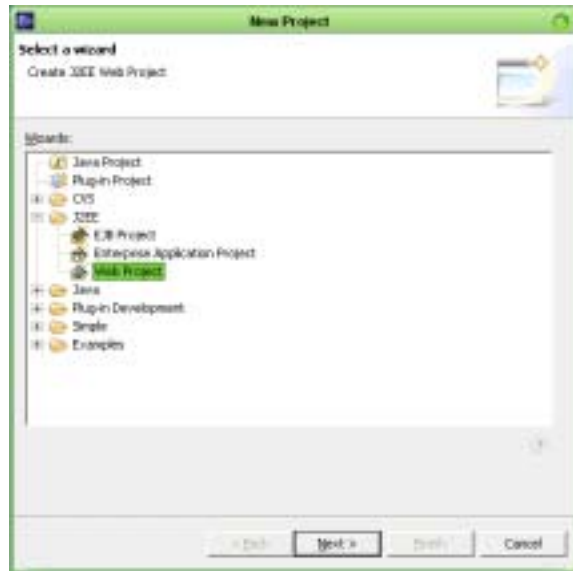 New Project
Select a wizard
Create J2EE Web Project
Wizards:
Java Project
Plug-in Project
CVS
J2EE
EJB Project
Enterprise Application Project
Web Project
Java
Plug-in Development
Simple
Examples
< Back
Next >
Finish
Cancel